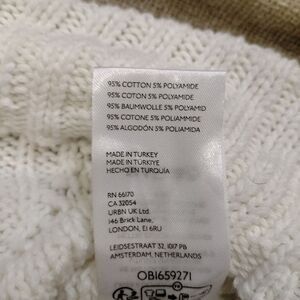 95% COTTON 5% POLYAMIDE
95% COTON 5% POLYAMIDE
95% BAUMWOLLE 5% POLYAMID
95% COTONE 5% POLIAMMIDE
95% ALGODÓN 5% POLIAMIDA
MADE IN TURKEY
MADE IN TURKIYE
HECHO EN TURQUÍA
RN 66170
CA 32054
URBN UK Ltd.
146 Brick Lane,
LONDON, E1 6RU
LEIDSESTRAAT 32, 1017 PB
AMSTERDAM, NETHERLANDS
OB1659271